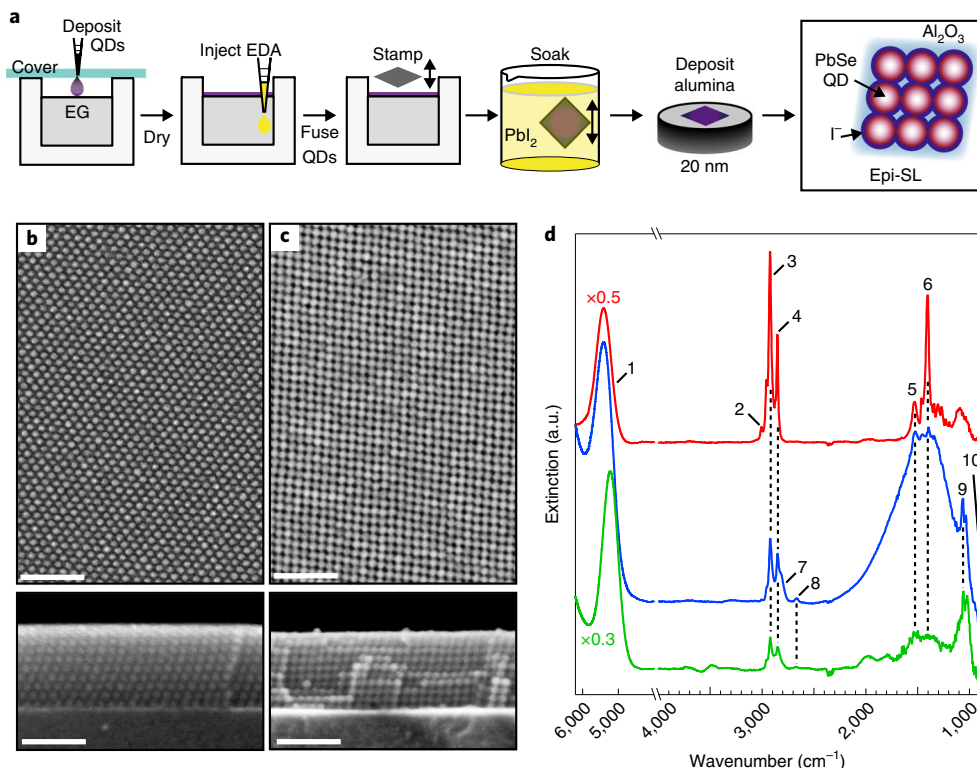 a
Deposit
QDs
Cover
EG
Dry
Inject EDA
Fuse
QDs
Stamp
Soak
PbI₂
Deposit
alumina
20 nm
Al₂O₃
PbSe
QD
I⁻
Epi-SL
b
c
d
×0.5
×0.3
1
2
3
4
5
6
7
8
9
10
Extinction (a.u.)
6,000
5,000
4,000
3,000
2,000
1,000
Wavenumber (cm⁻¹)